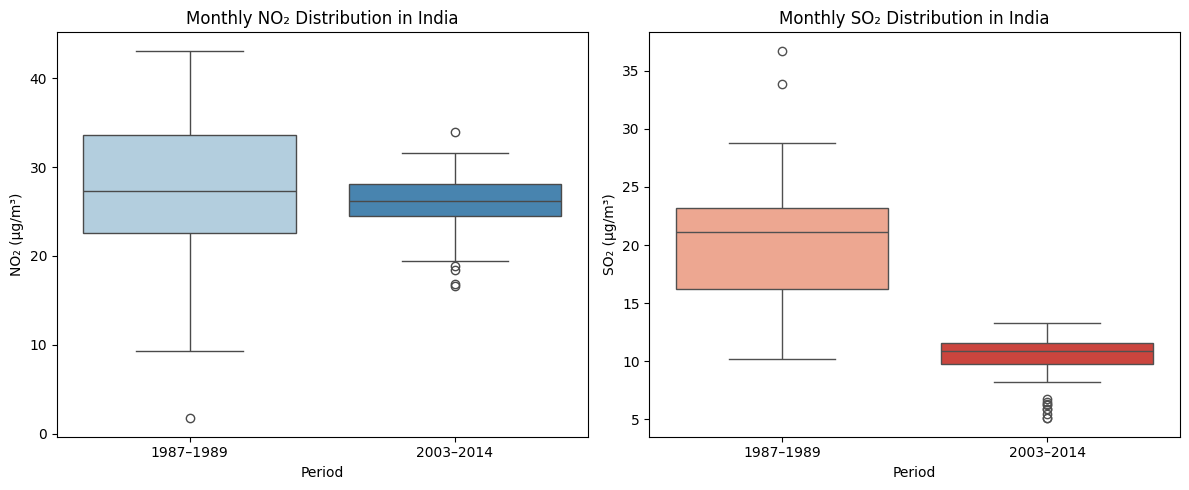 Monthly NO₂ Distribution in India
NO₂ (µg/m³)
40
30
20
10
0
1987–1989
2003–2014
Period
Monthly SO₂ Distribution in India
SO₂ (µg/m³)
35
30
25
20
15
10
5
1987–1989
2003–2014
Period